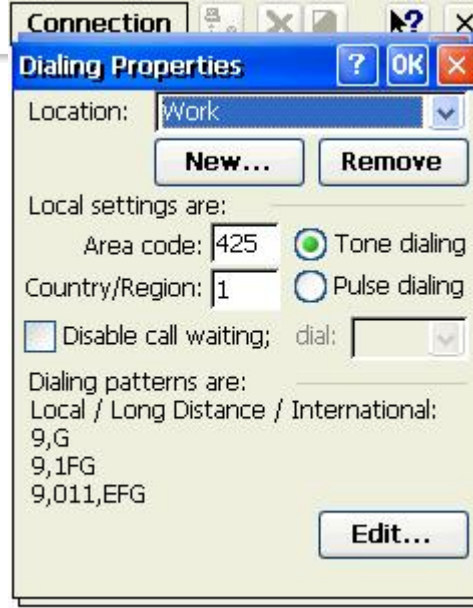 Connection
Dialing Properties ? OK
Location: Work
New... Remove
Local settings are:
Area code: 425 Tone dialing
Country/Region: 1 Pulse dialing
Disable call waiting; dial:
Dialing patterns are:
Local / Long Distance / International:
9,G
9,1FG
9,011,EFG
Edit...